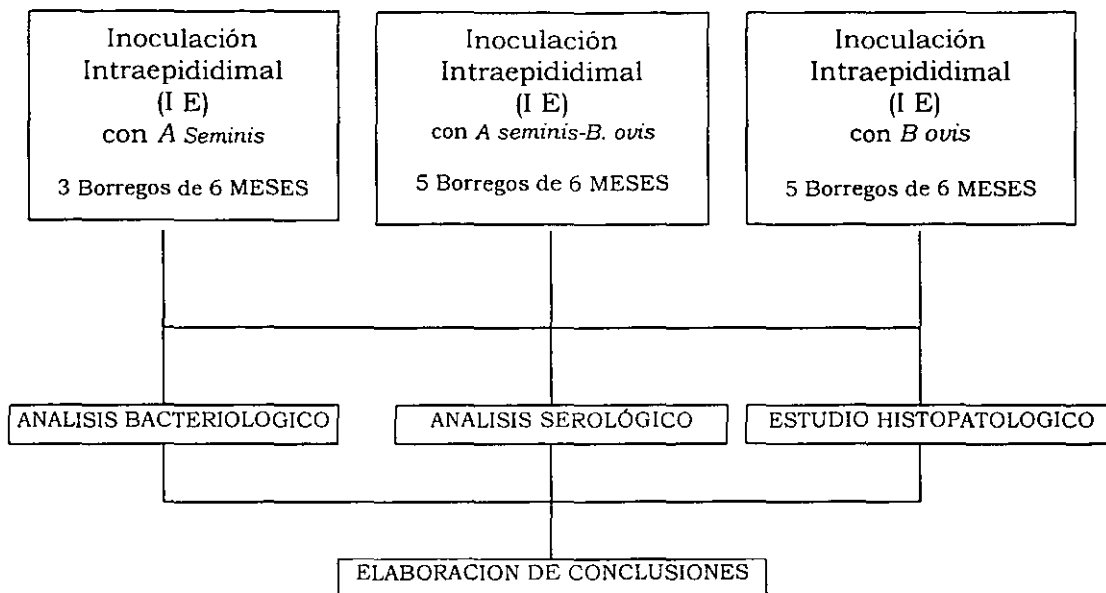 Inoculación
Intraepididimal
(I E)
con A Seminis
3 Borregos de 6 MESES
Inoculación
Intraepididimal
(I E)
con A seminis-B. ovis
5 Borregos de 6 MESES
Inoculación
Intraepididimal
(I E)
con B ovis
5 Borregos de 6 MESES
ANALISIS BACTERIOLOGICO
ANALISIS SEROLÓGICO
ESTUDIO HISTOPATOLOGICO
ELABORACION DE CONCLUSIONES